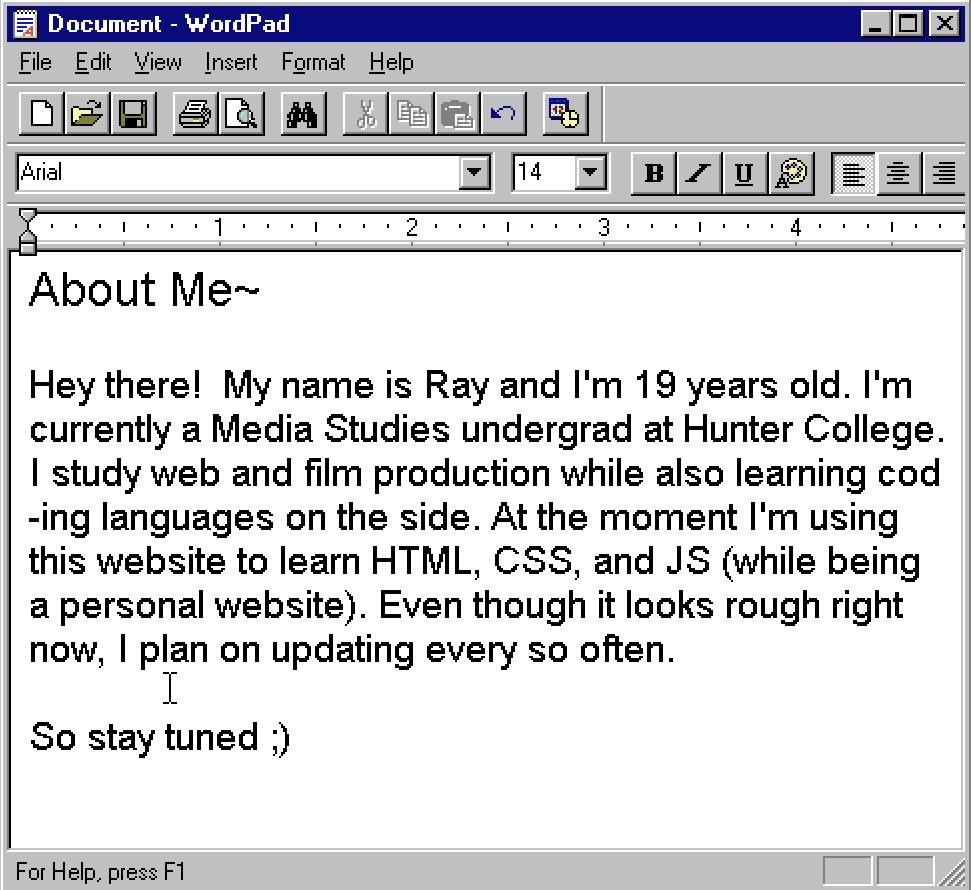 Document - WordPad
File Edit View Insert Format Help
Arial 14 B I U
1 2 3 4
About Me~
Hey there!  My name is Ray and I'm 19 years old. I'm
currently a Media Studies undergrad at Hunter College.
I study web and film production while also learning cod
-ing languages on the side. At the moment I'm using
this website to learn HTML, CSS, and JS (while being
a personal website). Even though it looks rough right
now, I plan on updating every so often.
So stay tuned ;)
For Help, press F1